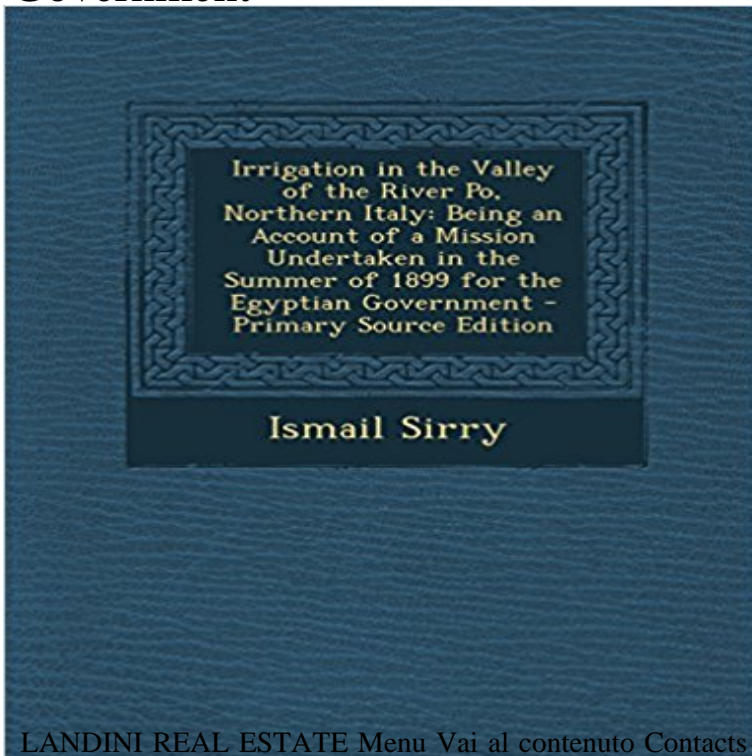 Irrigation in the Valley
of the River Po,
Northern Italy: Being an
Account of a Mission
Undertaken in the
Summer of 1899 for the
Egyptian Government -
Primary Source Edition
Ismail Sirry
LANDINI REAL ESTATE Menu Vai al contenuto Contacts